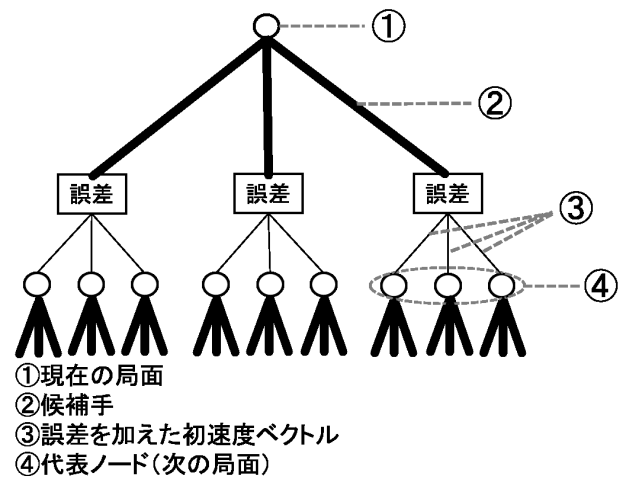 ①
②
誤差 誤差 誤差
③
④
①現在の局面
②候補手
③誤差を加えた初速度ベクトル
④代表ノード(次の局面)